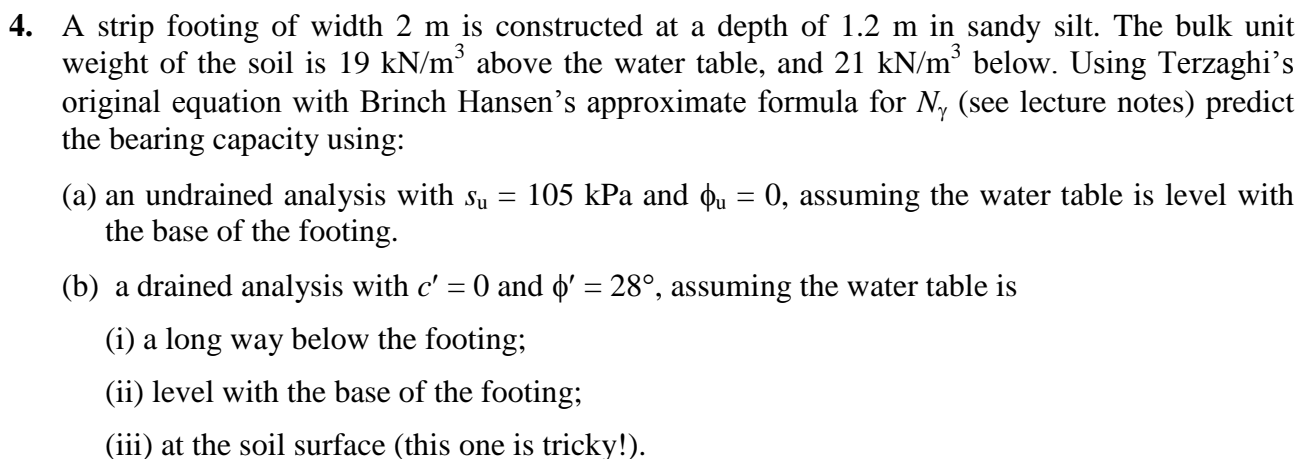 4. A strip footing of width 2 m is constructed at a depth of 1.2 m in sandy silt. The bulk unit
weight of the soil is 19 kN/m³ above the water table, and 21 kN/m³ below. Using Terzaghi’s
original equation with Brinch Hansen’s approximate formula for Nγ (see lecture notes) predict
the bearing capacity using:
(a) an undrained analysis with su = 105 kPa and ϕu = 0, assuming the water table is level with
the base of the footing.
(b) a drained analysis with c′ = 0 and ϕ′ = 28°, assuming the water table is
(i) a long way below the footing;
(ii) level with the base of the footing;
(iii) at the soil surface (this one is tricky!).